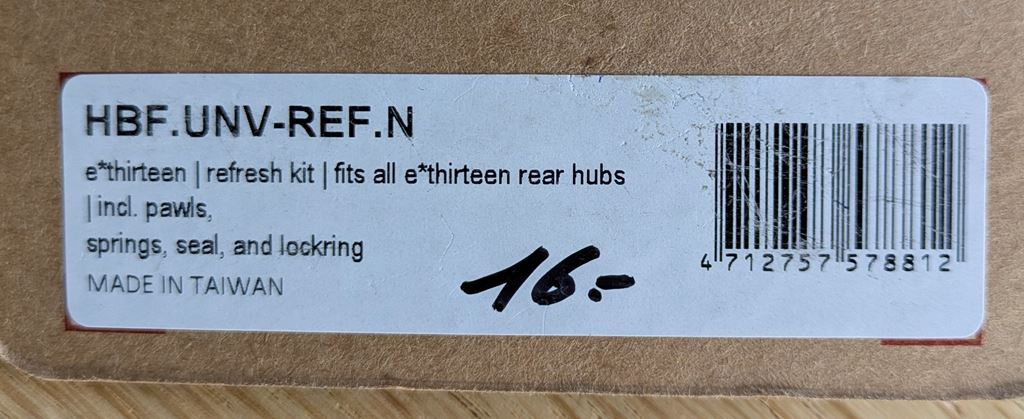 HBF.UNV-REF.N
e*thirteen | refresh kit | fits all e*thirteen rear hubs
| incl. pawls,
springs, seal, and lockring
MADE IN TAIWAN
16.-
4 712757 578812